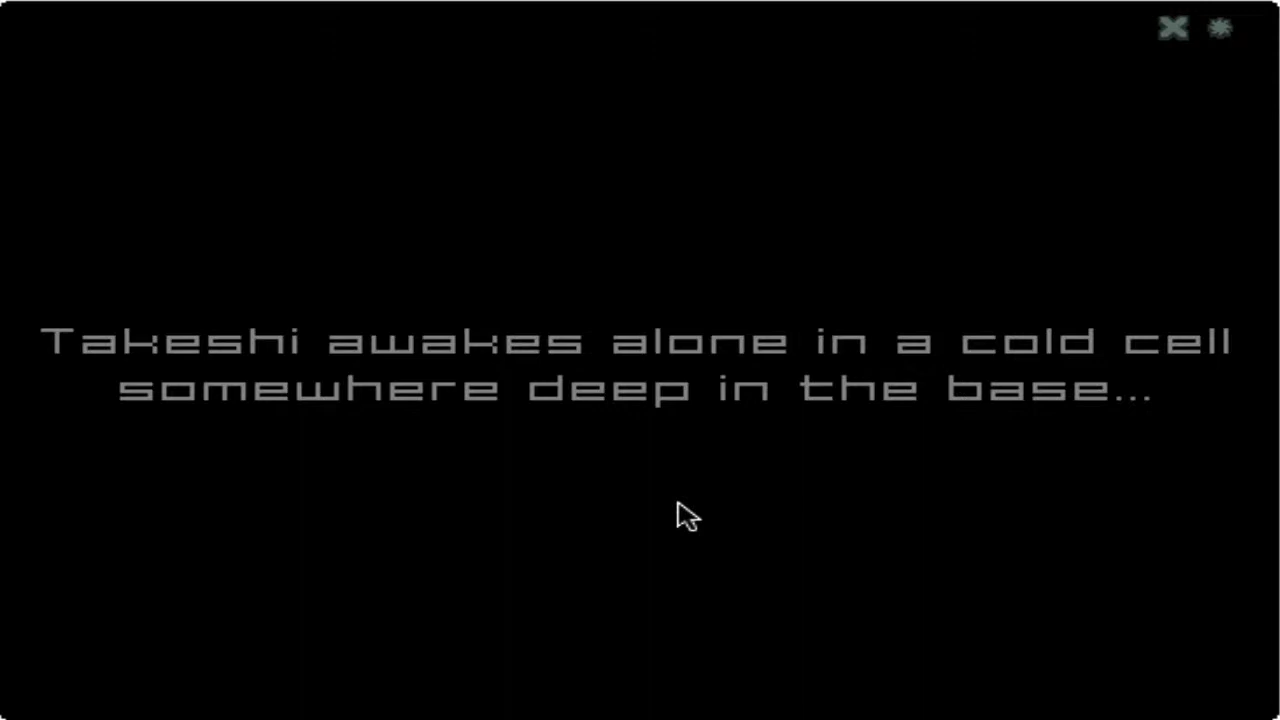 Takeshi awakes alone in a cold cell
somewhere deep in the base...